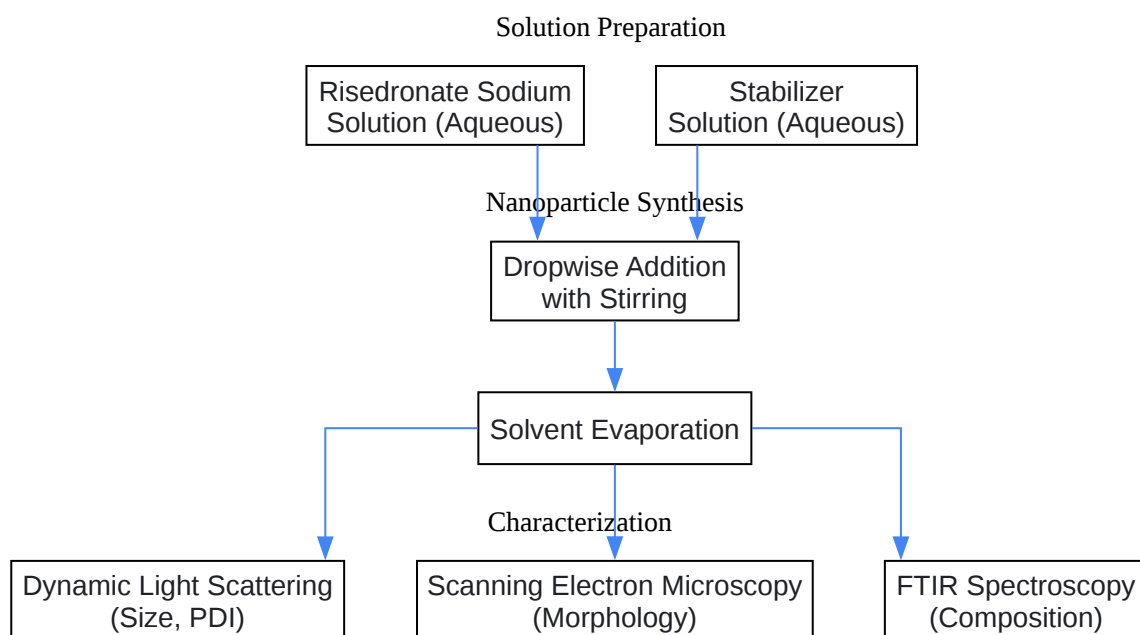 Solution Preparation
Risedronate Sodium
Solution (Aqueous)
Stabilizer
Solution (Aqueous)
Nanoparticle Synthesis
Dropwise Addition
with Stirring
Solvent Evaporation
Characterization
Dynamic Light Scattering
(Size, PDI)
Scanning Electron Microscopy
(Morphology)
FTIR Spectroscopy
(Composition)